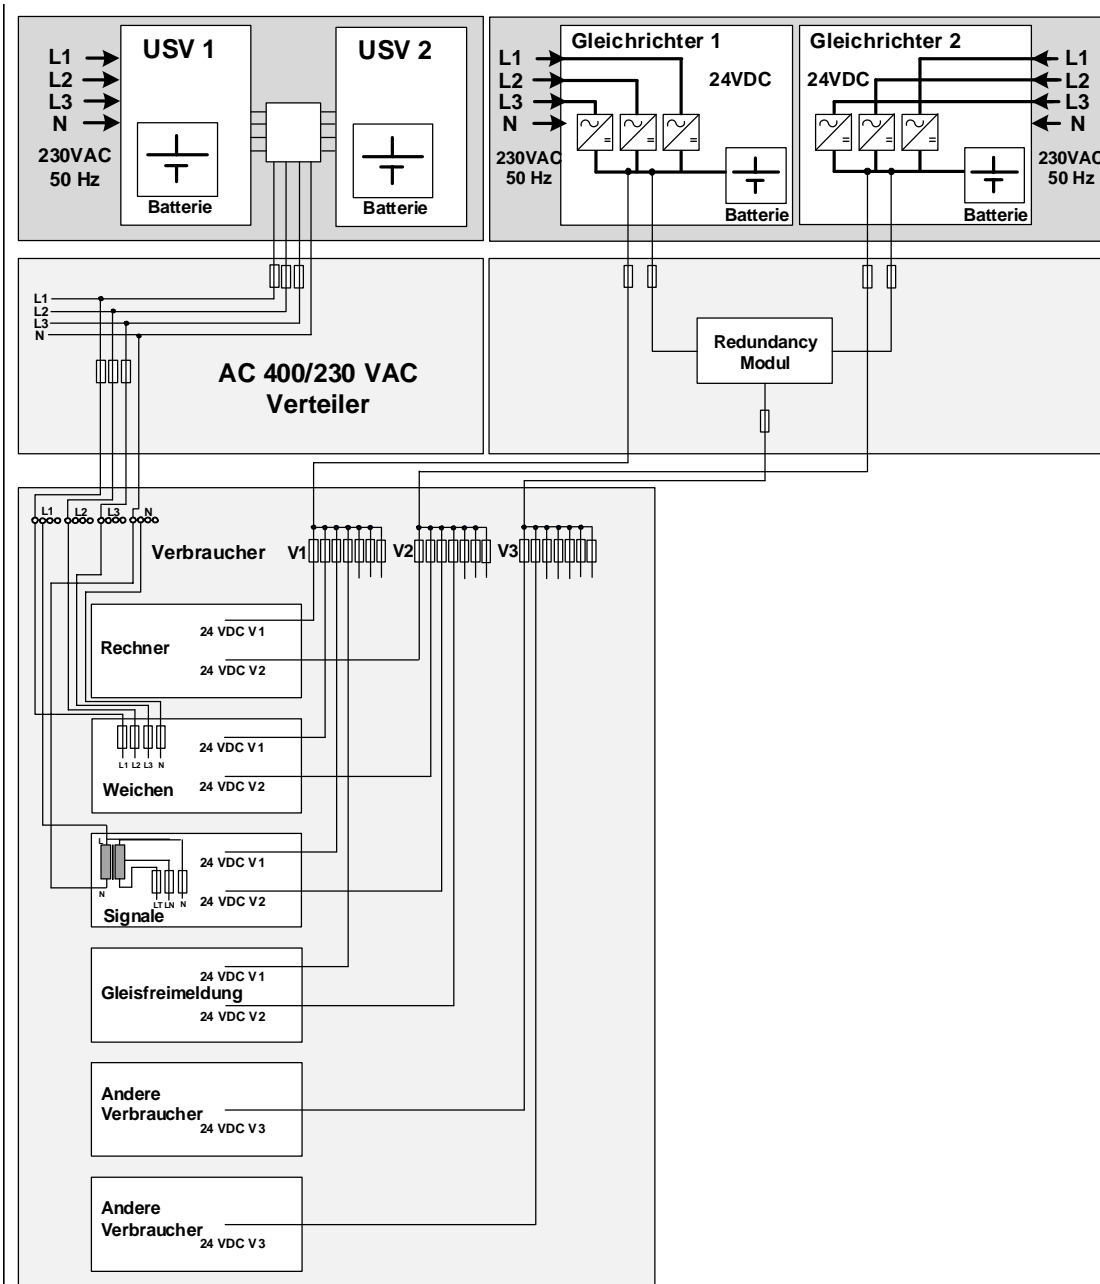 USV 1
L1
L2
L3
N
230VAC
50 Hz
Batterie
USV 2
Batterie
Gleichrichter 1
L1
L2
L3
N
24VDC
230VAC
50 Hz
Batterie
Gleichrichter 2
24VDC
L1
L2
L3
N
230VAC
50 Hz
Batterie
L1
L2
L3
N
AC 400/230 VAC
Verteiler
Redundancy
Modul
L1
L2
L3
N
Verbraucher
V1
V2
V3
Rechner
24 VDC V1
24 VDC V2
L1 L2 L3 N
24 VDC V1
Weichen
24 VDC V2
L
N
LT LN N
24 VDC V1
24 VDC V2
Signale
24 VDC V1
Gleisfreimeldung
24 VDC V2
Andere
Verbraucher
24 VDC V3
Andere
Verbraucher
24 VDC V3